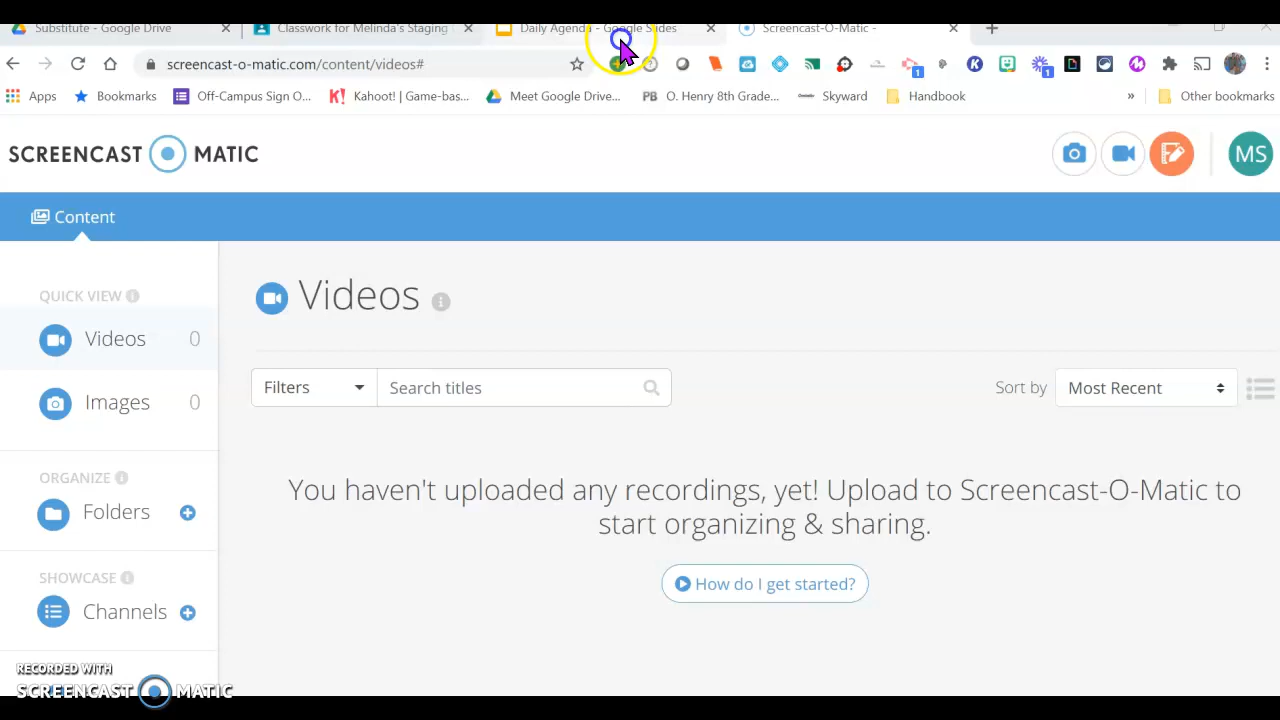 Substitute - Google Drive
Classwork for Melinda's Staging
Daily Agenda - Google Slides
Screencast-O-Matic -
screencast-o-matic.com/content/videos#
1
1
Apps
Bookmarks
Off-Campus Sign O...
Kahoot! | Game-bas...
Meet Google Drive...
PB O. Henry 8th Grade...
Skyward
Handbook
»
Other bookmarks
SCREENCAST MATIC
MS
Content
QUICK VIEW
Videos 0
Images 0
ORGANIZE
Folders
SHOWCASE
Channels
Videos
Filters
Search titles
Sort by
Most Recent
You haven't uploaded any recordings, yet! Upload to Screencast-O-Matic to
start organizing & sharing.
How do I get started?
RECORDED WITH
SCREENCAST MATIC